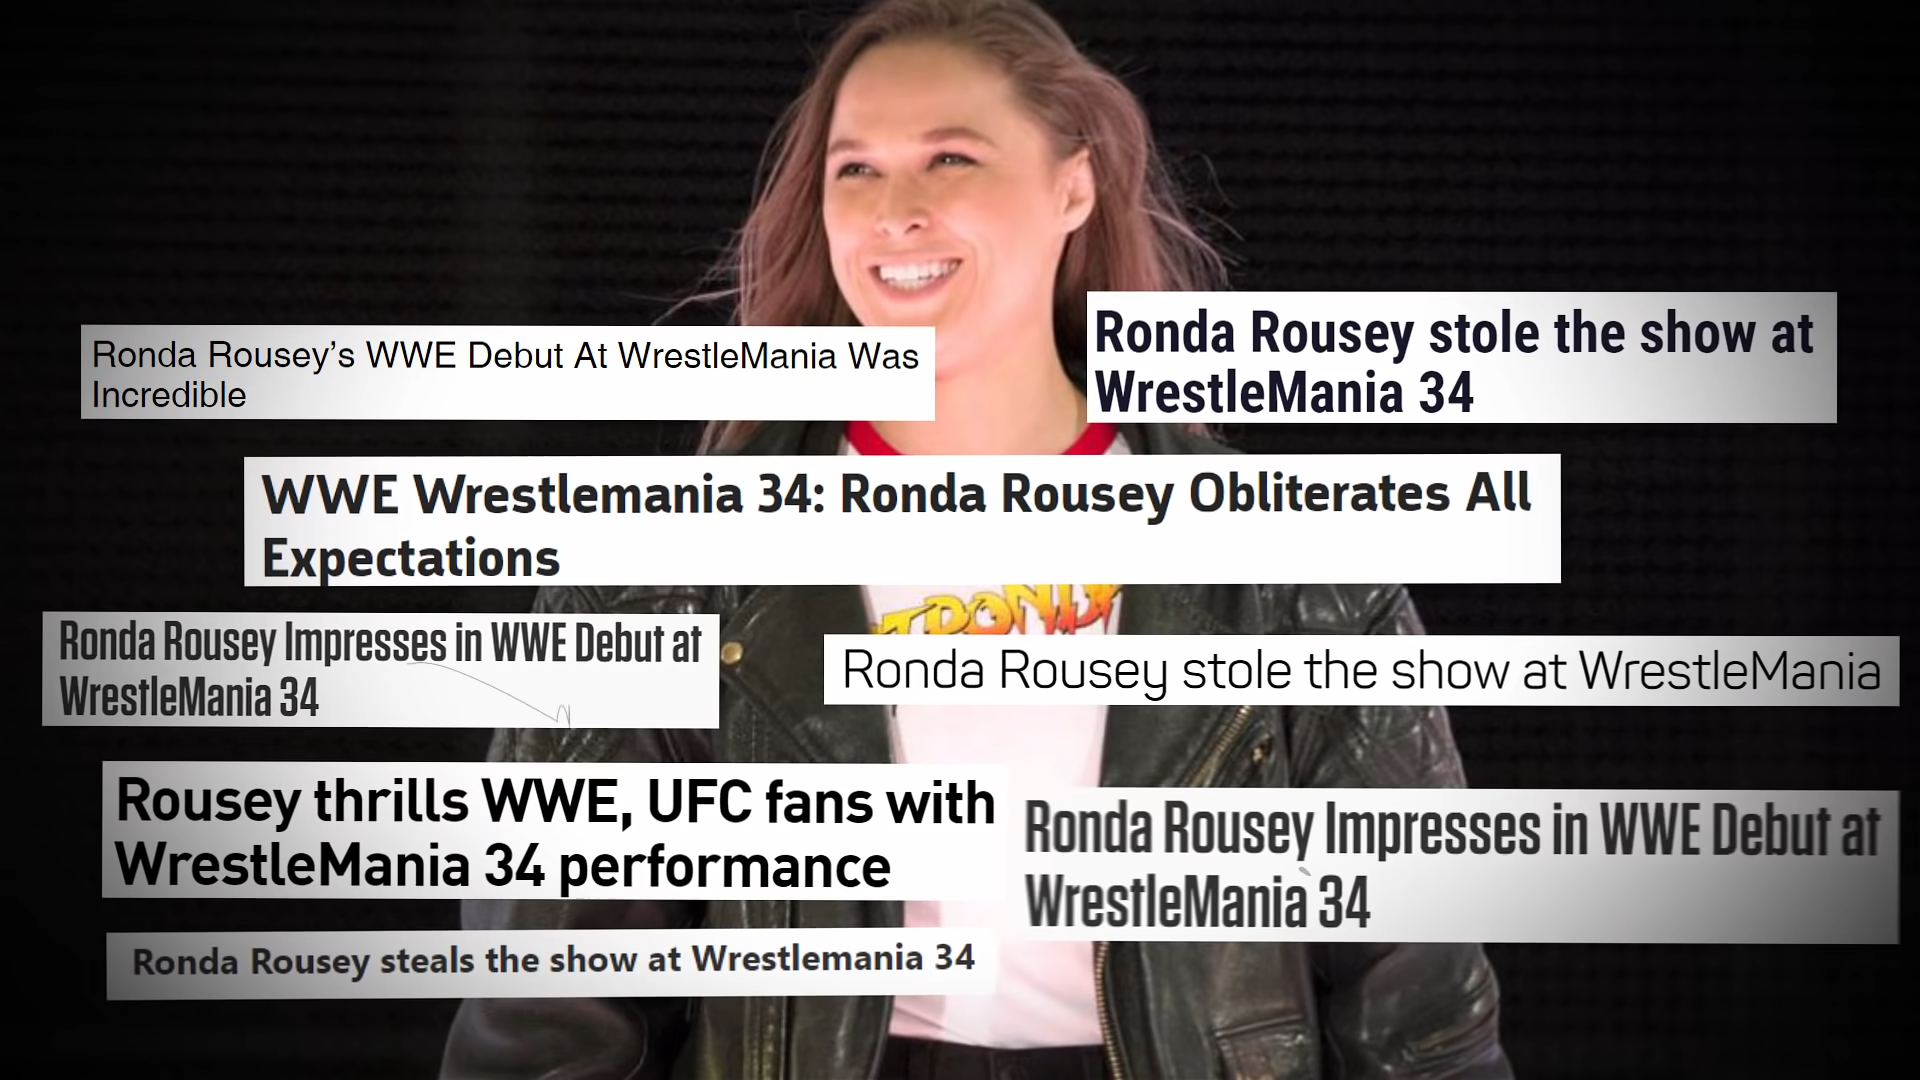 Ronda Rousey’s WWE Debut At WrestleMania Was
Incredible
Ronda Rousey stole the show at
WrestleMania 34
WWE Wrestlemania 34: Ronda Rousey Obliterates All
Expectations
Ronda Rousey Impresses in WWE Debut at
WrestleMania 34
Ronda Rousey stole the show at WrestleMania
Rousey thrills WWE, UFC fans with
WrestleMania 34 performance
Ronda Rousey Impresses in WWE Debut at
WrestleMania 34
Ronda Rousey steals the show at Wrestlemania 34